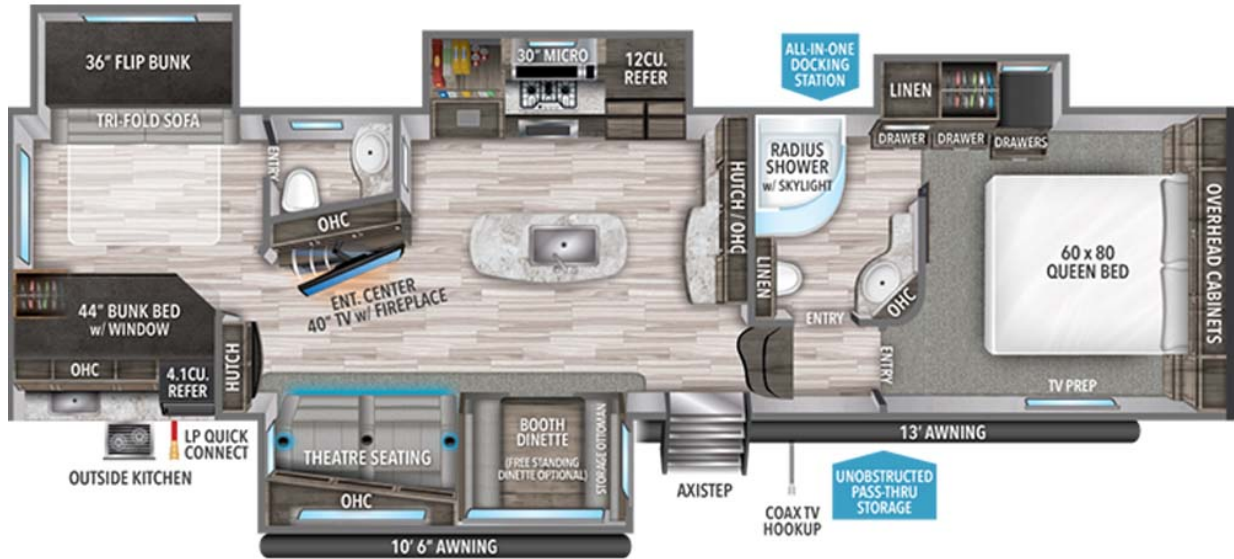 36" FLIP BUNK
TRI-FOLD SOFA
ENTRY
OHC
ENT. CENTER
40" TV w/ FIREPLACE
44" BUNK BED
w/ WINDOW
OHC
4.1CU.
REFER
HUTCH
OUTSIDE KITCHEN
LP QUICK
CONNECT
30" MICRO
12CU.
REFER
HUTCH / OHC
THEATRE SEATING
OHC
BOOTH
DINETTE
(FREE STANDING
DINETTE OPTIONAL)
STORAGE OTTOMAN
10' 6" AWNING
AXISTEP
ALL-IN-ONE
DOCKING
STATION
RADIUS
SHOWER
w/ SKYLIGHT
LINEN
OHC
ENTRY
ENTRY
LINEN
DRAWER
DRAWER
DRAWERS
60 x 80
QUEEN BED
OVERHEAD CABINETS
TV PREP
13' AWNING
COAX TV
HOOKUP
UNOBSTRUCTED
PASS-THRU
STORAGE